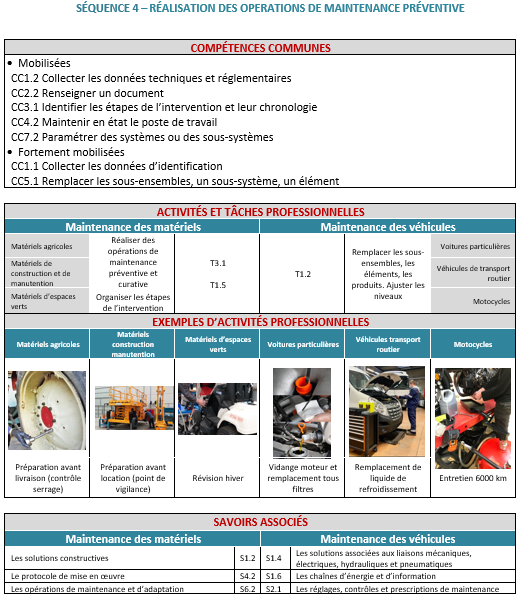 SÉQUENCE 4 – RÉALISATION DES OPERATIONS DE MAINTENANCE PRÉVENTIVE
COMPÉTENCES COMMUNES
• Mobilisées
CC1.2 Collecter les données techniques et réglementaires
CC2.2 Renseigner un document
CC3.1 Identifier les étapes de l’intervention et leur chronologie
CC4.2 Maintenir en état le poste de travail
CC7.2 Paramétrer des systèmes ou des sous-systèmes
• Fortement mobilisées
CC1.1 Collecter les données d’identification
CC5.1 Remplacer les sous-ensembles, un sous-système, un élément
ACTIVITÉS ET TÂCHES PROFESSIONNELLES
Maintenance des matériels
Maintenance des véhicules
Matériels agricoles
Matériels de
construction et de
manutention
Matériels d’espaces
verts
Réaliser des
opérations de
maintenance
préventive et
curative
Organiser les étapes
de l’intervention
T3.1
T1.5
T1.2
Remplacer les sous-
ensembles, les
éléments, les
produits. Ajuster les
niveaux
Voitures particulières
Véhicules de transport
routier
Motocycles
EXEMPLES D’ACTIVITÉS PROFESSIONNELLES
Matériels agricoles
Matériels
construction
manutention
Matériels d’espaces
verts
Voitures particulières
Véhicules transport
routier
Motocycles
Préparation avant
livraison (contrôle
serrage)
Préparation avant
location (point de
vigilance)
Révision hiver
Vidange moteur et
remplacement tous
filtres
Remplacement de
liquide de
refroidissement
Entretien 6000 km
SAVOIRS ASSOCIÉS
Maintenance des matériels
Maintenance des véhicules
Les solutions constructives S1.2 S1.4 Les solutions associées aux liaisons mécaniques,
électriques, hydrauliques et pneumatiques
Le protocole de mise en œuvre S4.2 S1.6 Les chaînes d’énergie et d’information
Les opérations de maintenance et d’adaptation S6.2 S2.1 Les réglages, contrôles et prescriptions de maintenance